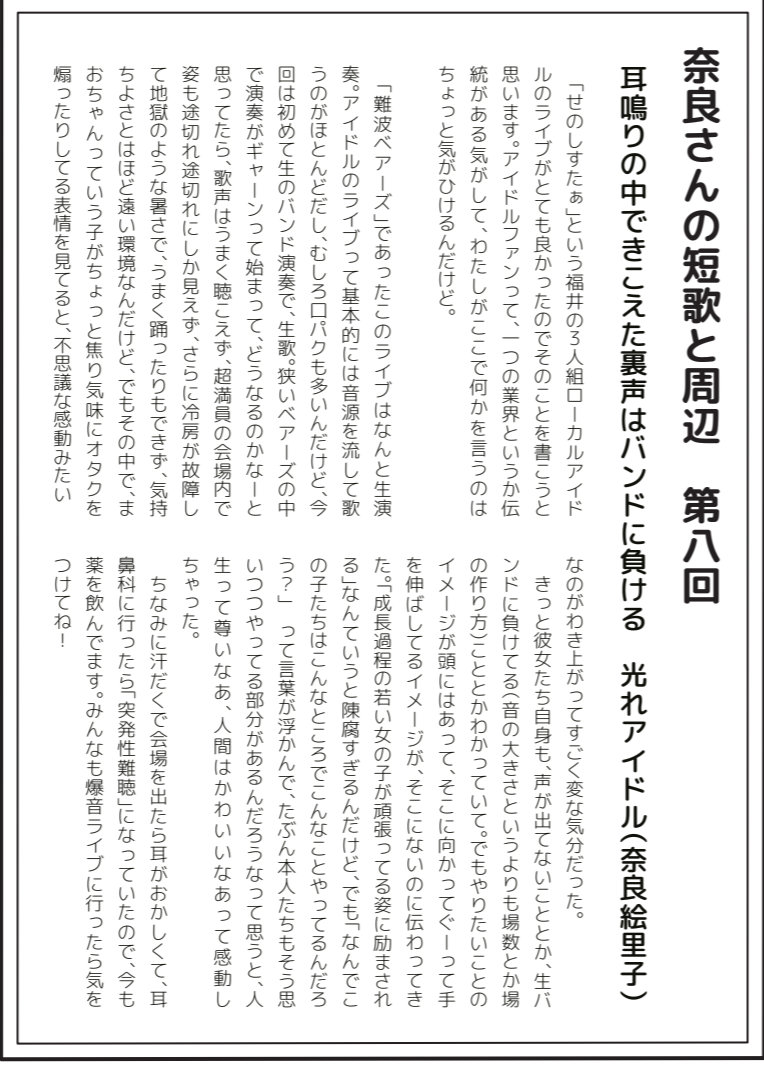 奈良さんの短歌と周辺　第八回
耳鳴りの中できこえた裏声はバンドに負ける　光れアイドル（奈良絵里子）
「せのしすたぁ」という福井の3人組ローカルアイド
ルのライブがとても良かったのでそのことを書こうと
思います。アイドルファンって、一つの業界というか伝
統がある気がして、わたしがここで何かを言うのは
ちょっと気がひけるんだけど。
「難波ベアーズ」であったこのライブはなんと生演
奏。アイドルのライブって基本的には音源を流して歌
うのがほとんどだし、むしろ口パクも多いんだけど、今
回は初めて生のバンド演奏で、生歌。狭いベアーズの中
で演奏がギャーンって始まって、どうなるのかなーと
思ってたら、歌声はうまく聴こえず、超満員の会場内で
姿も途切れ途切れにしか見えず、さらに冷房が故障し
て地獄のような暑さで、うまく踊ったりもできず、気持
ちよさとはほど遠い環境なんだけど、でもその中で、ま
おちゃんっていう子がちょっと焦り気味にオタクを
煽ったりしてる表情を見てると、不思議な感動みたい
なのがわき上がってすごく変な気分だった。
きっと彼女たち自身も、声が出てないこととか、生バ
ンドに負けてる（音の大きさというよりも場数とか場
の作り方）こととかわかっていて。でもやりたいことの
イメージが頭にはあって、そこに向かってぐーって手
を伸ばしてるイメージが、そこにないのに伝わってき
た。「成長過程の若い女の子が頑張ってる姿に励まされ
る」なんていうと陳腐すぎるんだけど、でも「なんでこ
の子たちはこんなところでこんなことやってるんだろ
う？」って言葉が浮かんで、たぶん本人たちもそう思
いつつやってる部分があるんだろうなって思うと、人
生って尊いなあ、人間はかわいいなあって感動し
ちゃった。
ちなみに汗だくで会場を出たら耳がおかしくて、耳
鼻科に行ったら「突発性難聴」になっていたので、今も
薬を飲んでます。みんなも爆音ライブに行ったら気を
つけてね！